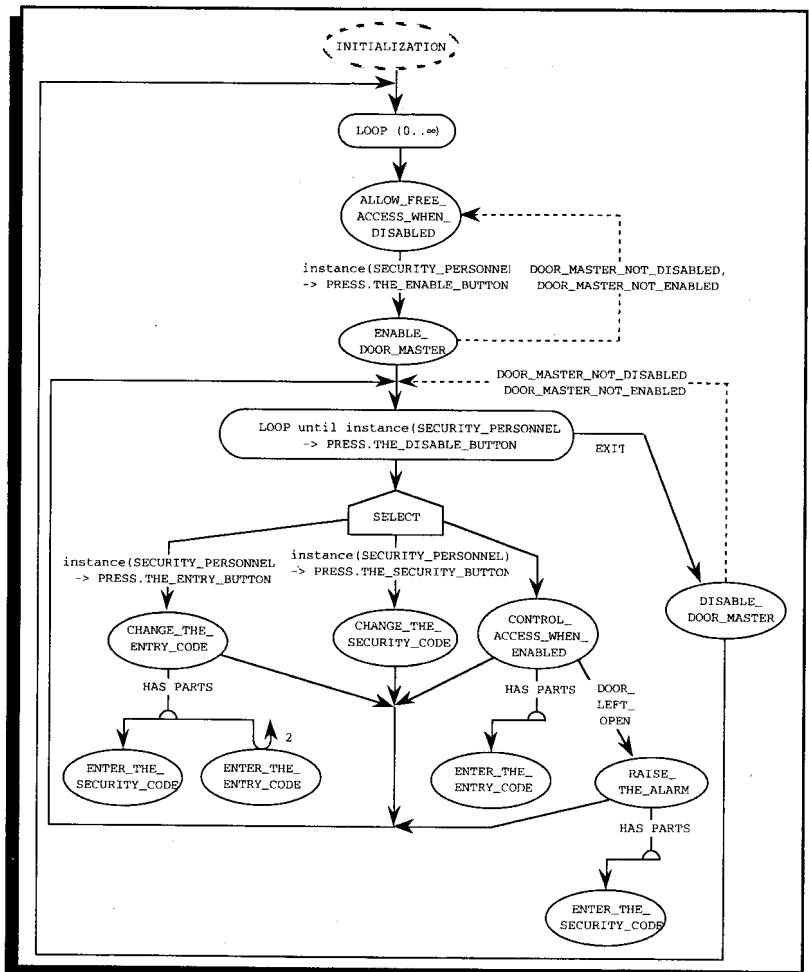 INITIALIZATION
LOOP (0..∞)
ALLOW_FREE_
ACCESS_WHEN_
DISABLED
instance(SECURITY_PERSONNEL
-> PRESS.THE_ENABLE_BUTTON
DOOR_MASTER_NOT_DISABLED,
DOOR_MASTER_NOT_ENABLED
ENABLE_
DOOR_MASTER
DOOR_MASTER_NOT_DISABLED
DOOR_MASTER_NOT_ENABLED
LOOP until instance(SECURITY_PERSONNEL
-> PRESS.THE_DISABLE_BUTTON
EXIT
SELECT
instance(SECURITY_PERSONNEL
-> PRESS.THE_ENTRY_BUTTON
instance(SECURITY_PERSONNEL)
-> PRESS.THE_SECURITY_BUTTON
CHANGE_THE_
ENTRY_CODE
CHANGE_THE_
SECURITY_CODE
CONTROL_
ACCESS_WHEN_
ENABLED
DISABLE_
DOOR_MASTER
HAS PARTS
HAS PARTS
DOOR_
LEFT_
OPEN
2
ENTER_THE_
SECURITY_CODE
ENTER_THE_
ENTRY_CODE
ENTER_THE_
ENTRY_CODE
RAISE_
THE_ALARM
HAS PARTS
ENTER_THE_
SECURITY_CODE